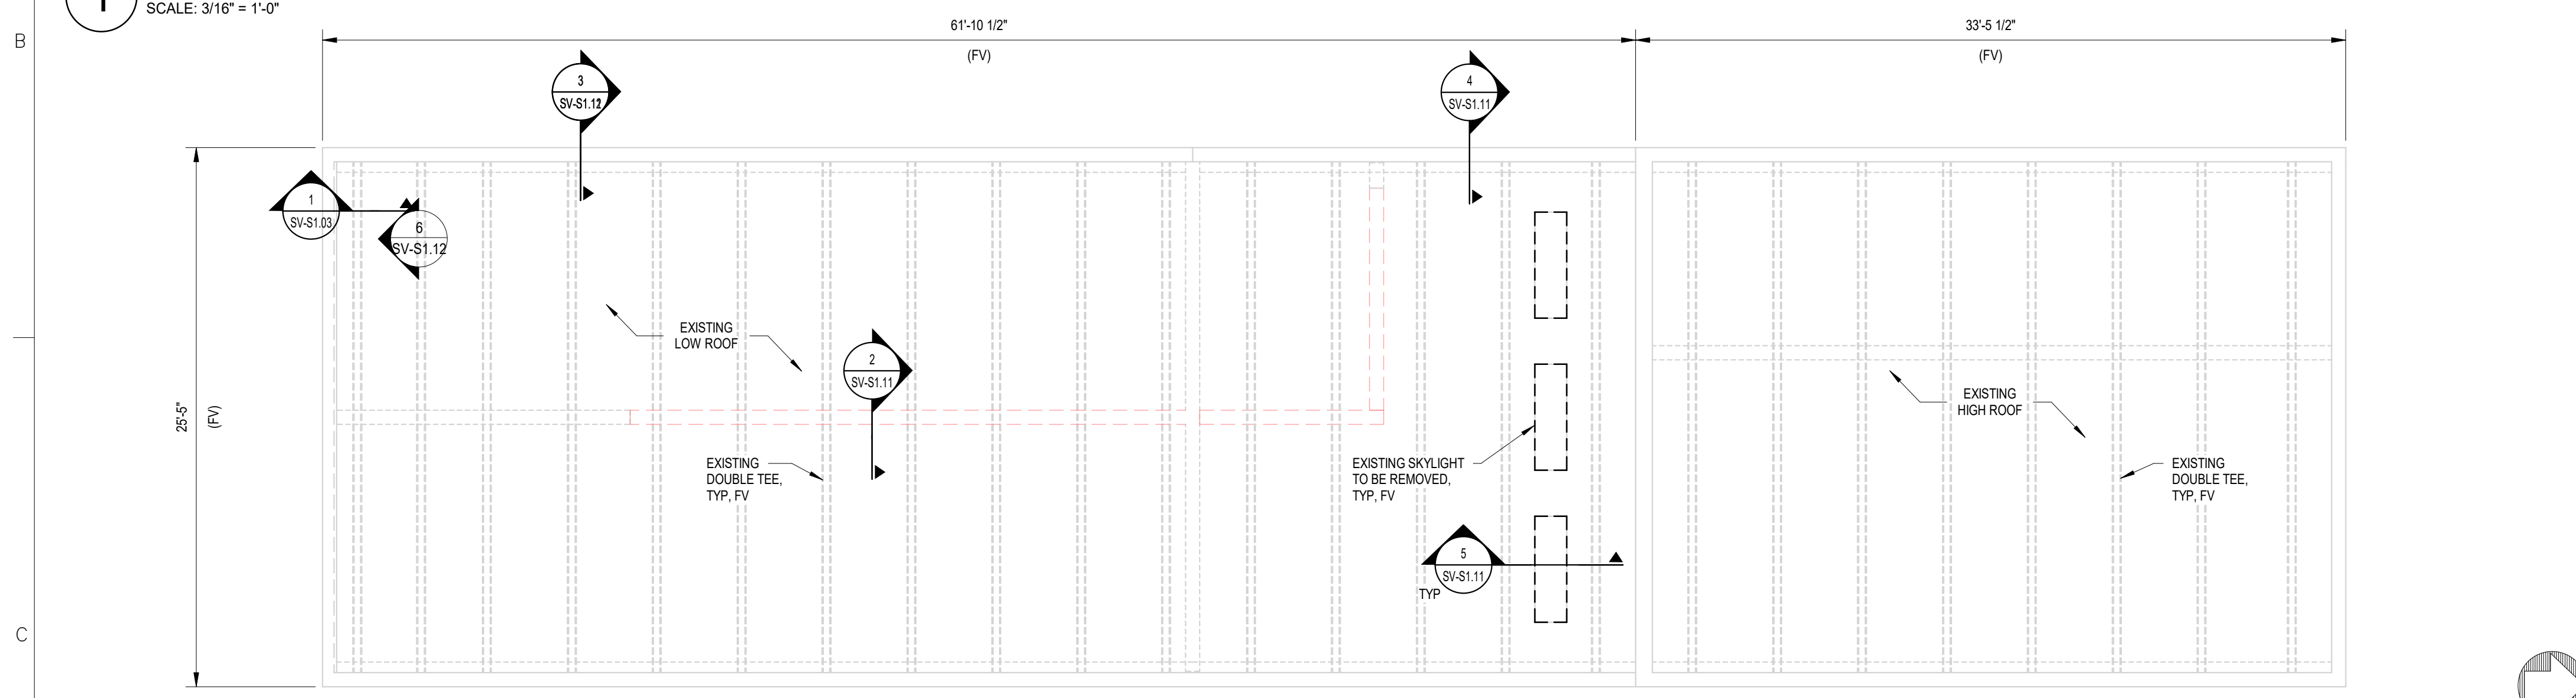 1
SCALE: 3/16" = 1'-0"
B
61'-10 1/2"
(FV)
33'-5 1/2"
(FV)
3
SV-S1.12
4
SV-S1.11
1
SV-S1.03
6
SV-S1.12
EXISTING
LOW ROOF
2
SV-S1.11
25'-5"
(FV)
EXISTING
HIGH ROOF
EXISTING
DOUBLE TEE,
TYP, FV
EXISTING SKYLIGHT
TO BE REMOVED,
TYP, FV
EXISTING
DOUBLE TEE,
TYP, FV
5
SV-S1.11
TYP
C